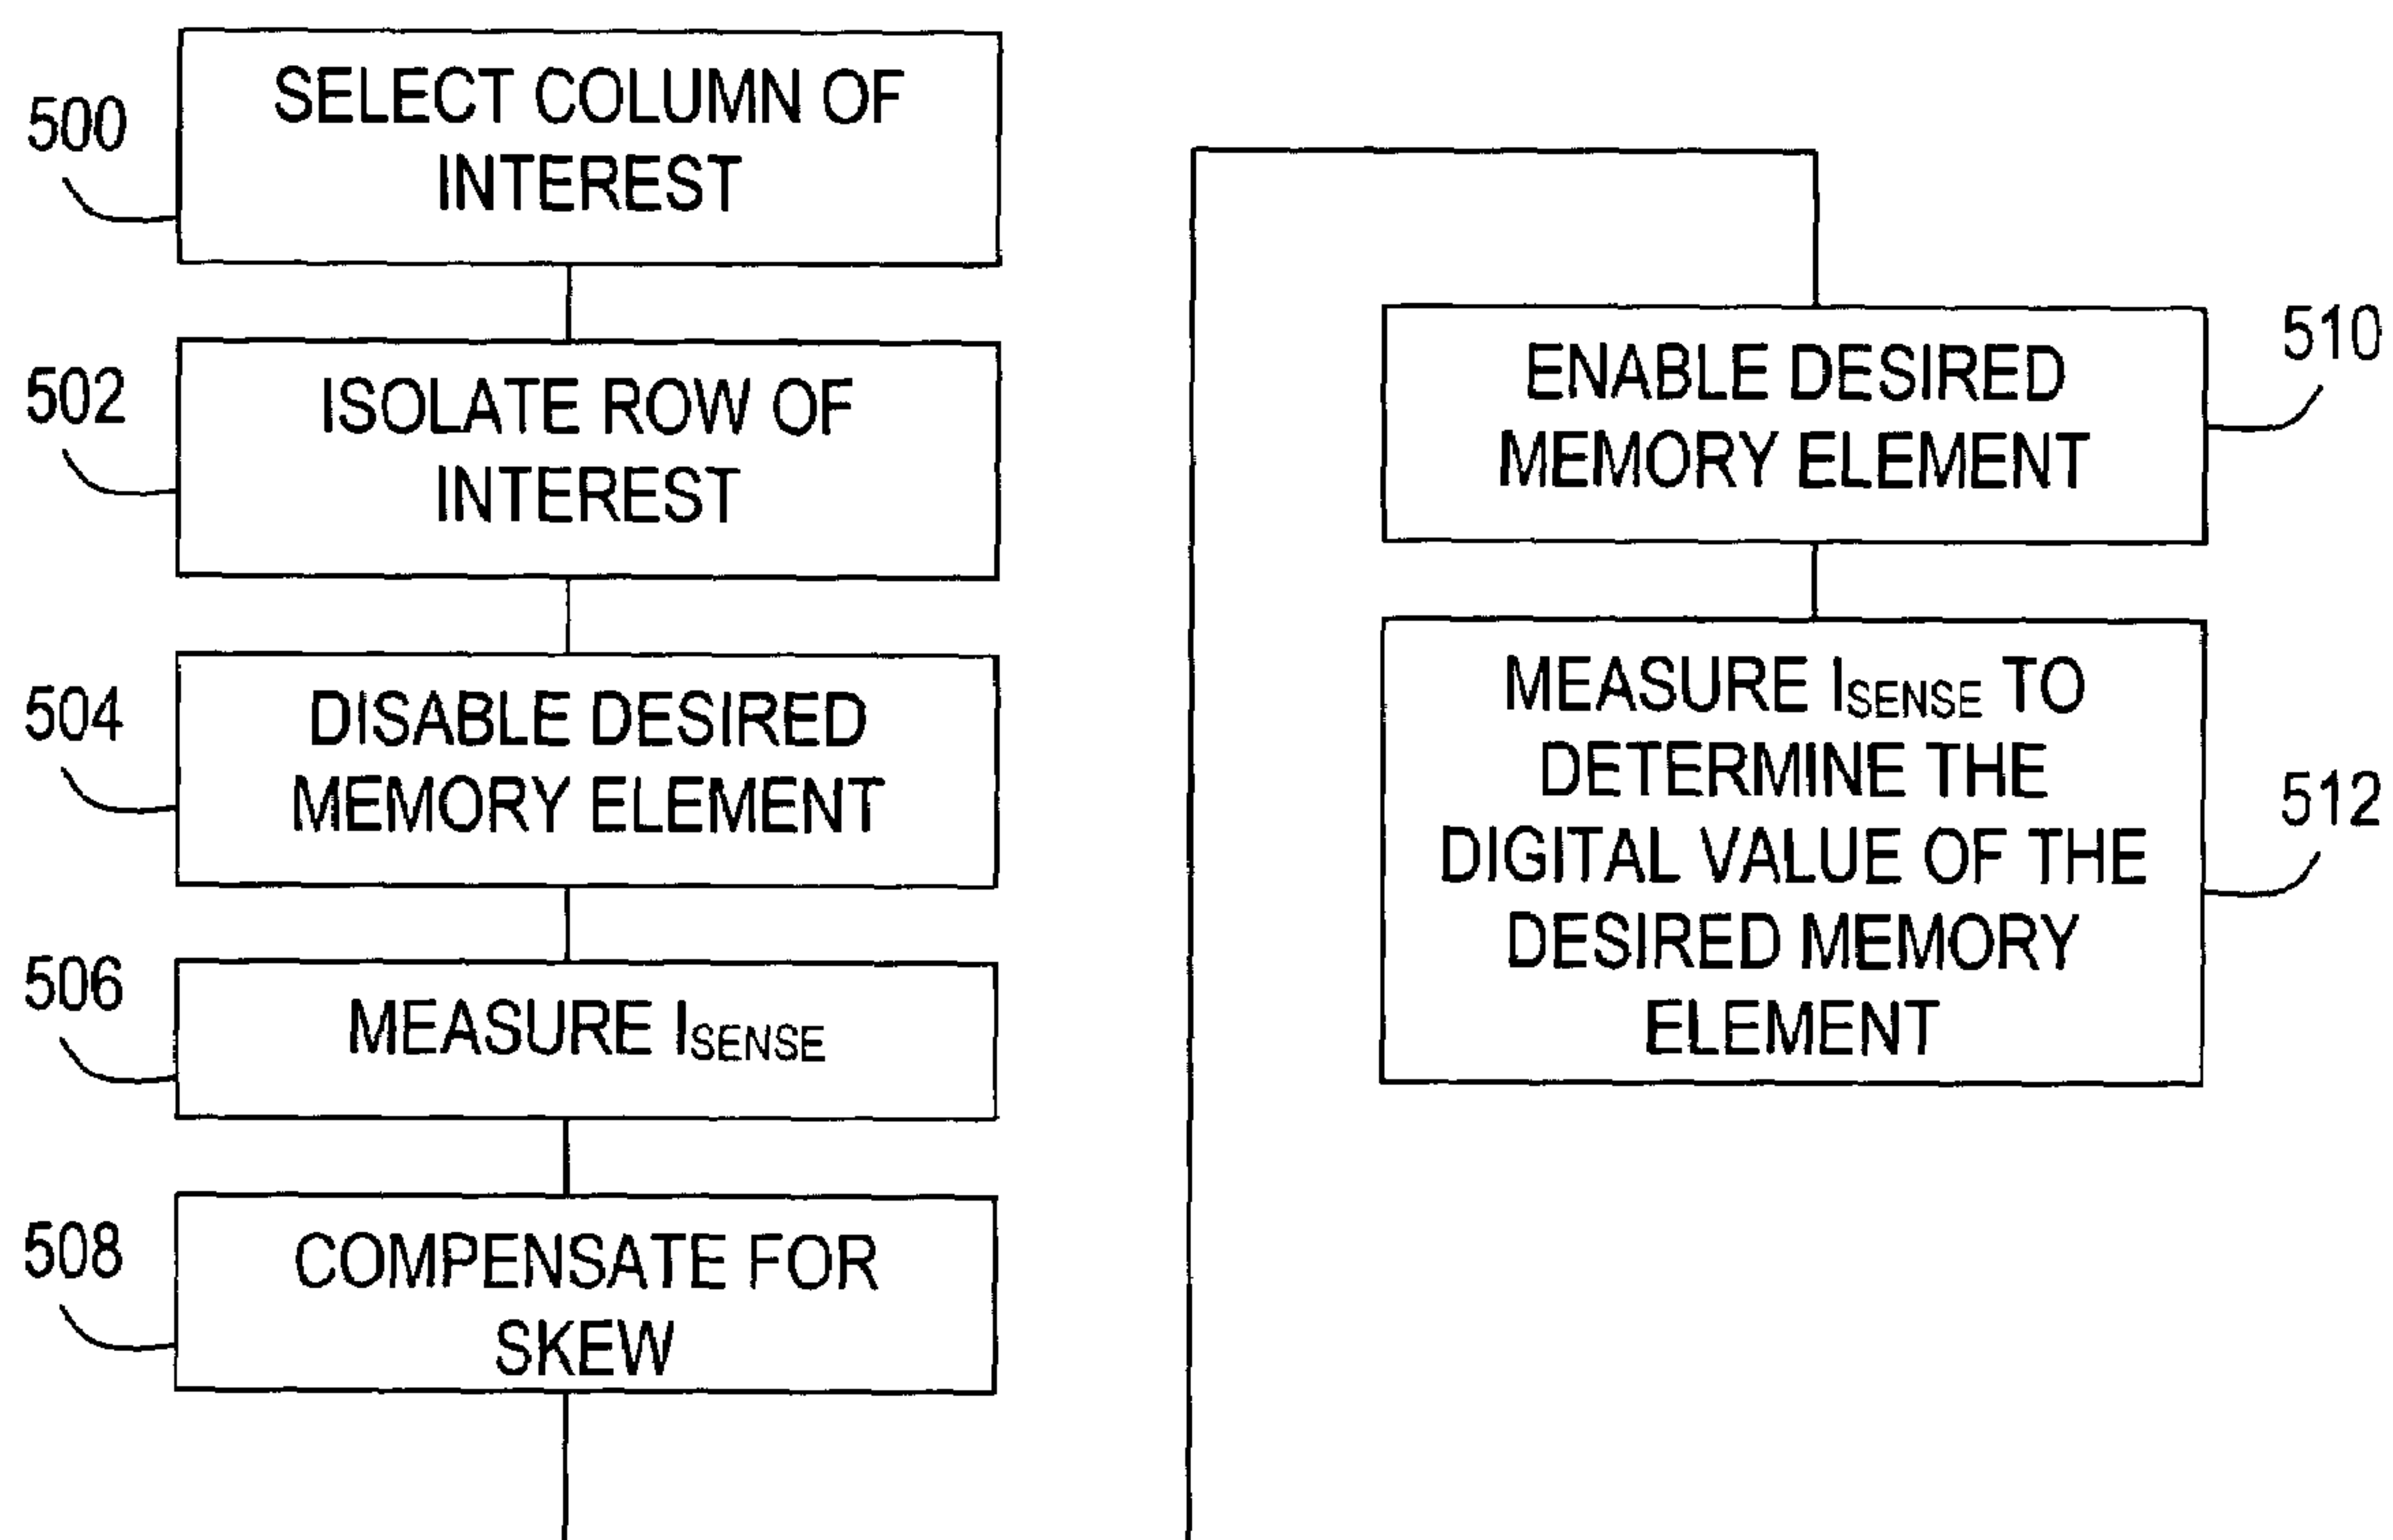 500
SELECT COLUMN OF
INTEREST
502
ISOLATE ROW OF
INTEREST
504
DISABLE DESIRED
MEMORY ELEMENT
506
MEASURE ISENSE
508
COMPENSATE FOR
SKEW
510
ENABLE DESIRED
MEMORY ELEMENT
512
MEASURE ISENSE TO
DETERMINE THE
DIGITAL VALUE OF THE
DESIRED MEMORY
ELEMENT